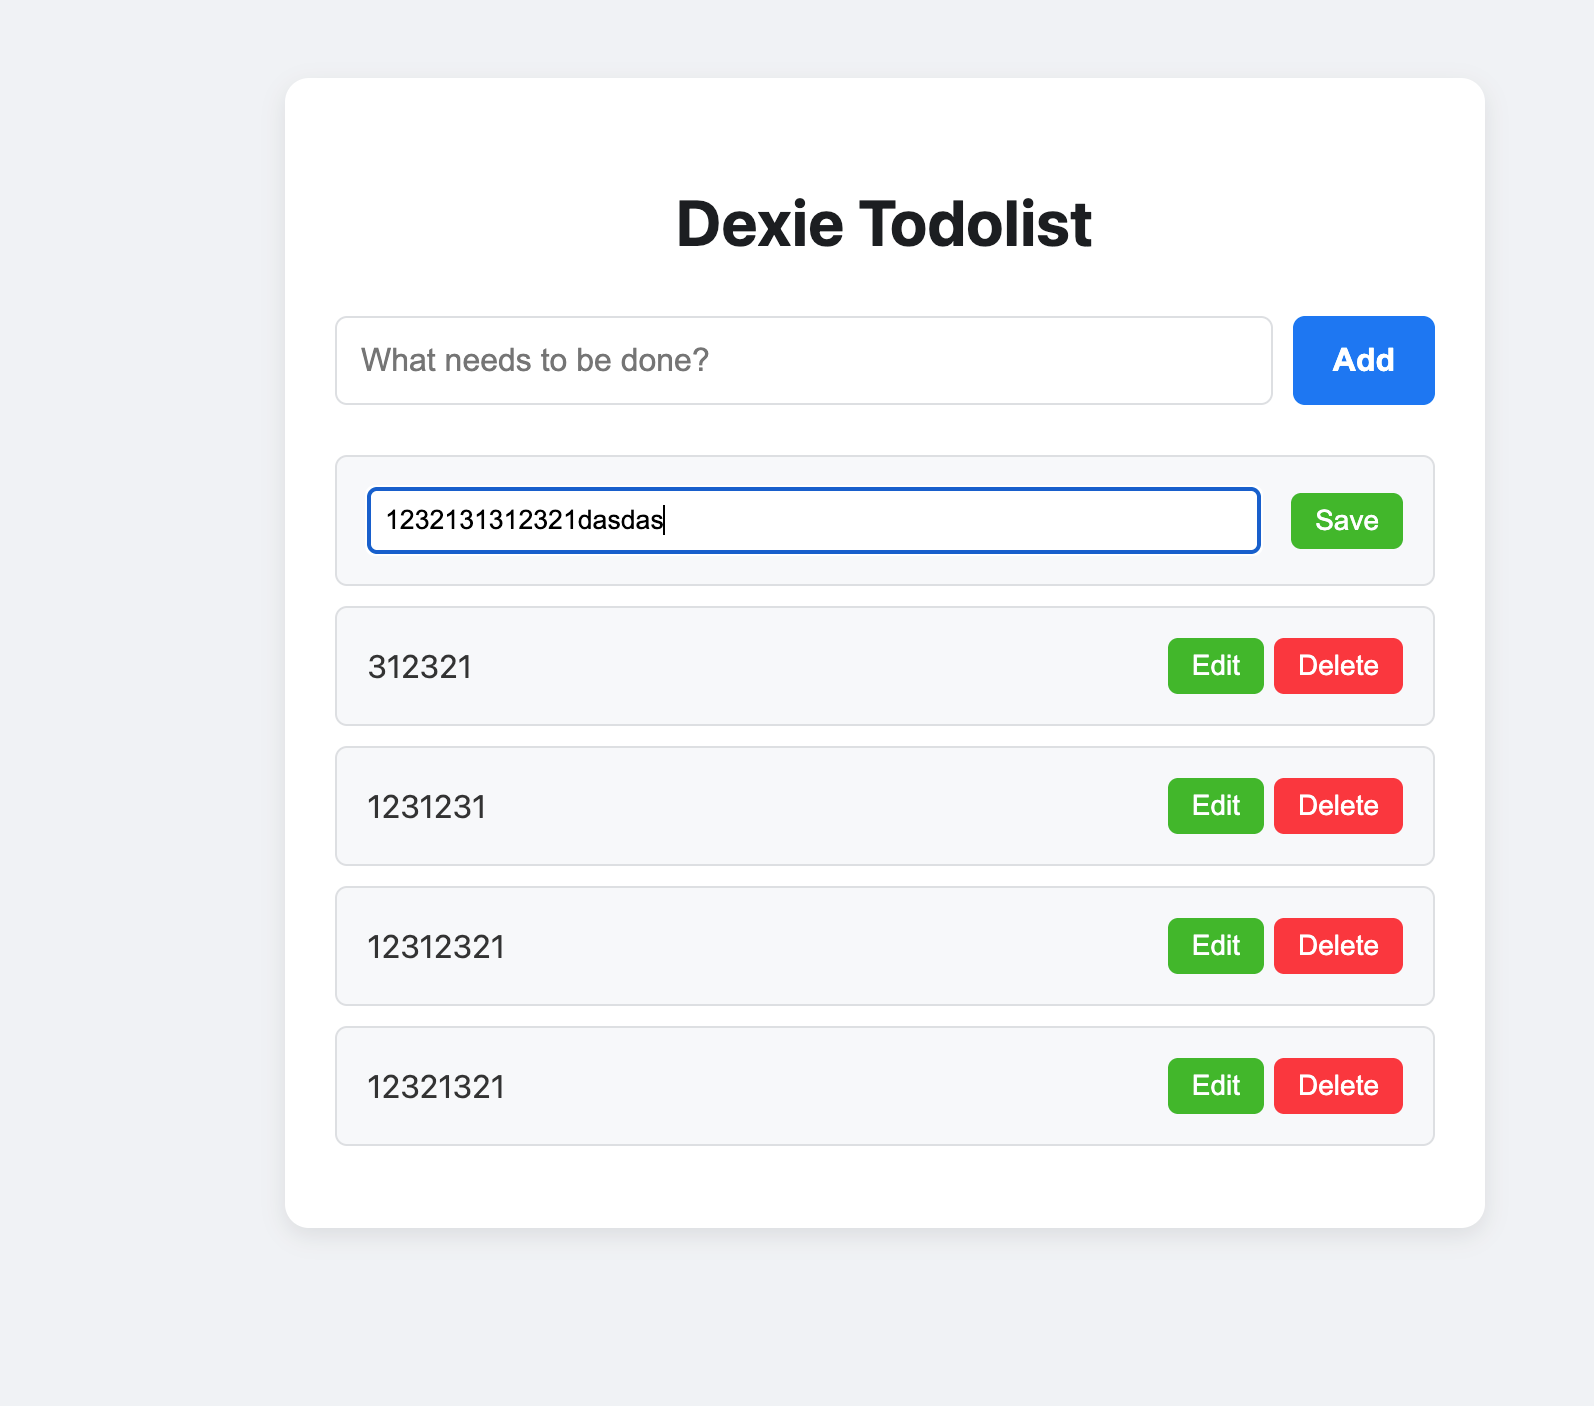 Dexie Todolist
What needs to be done? Add
1232131312321dasdas Save
312321 Edit Delete
1231231 Edit Delete
12312321 Edit Delete
12321321 Edit Delete